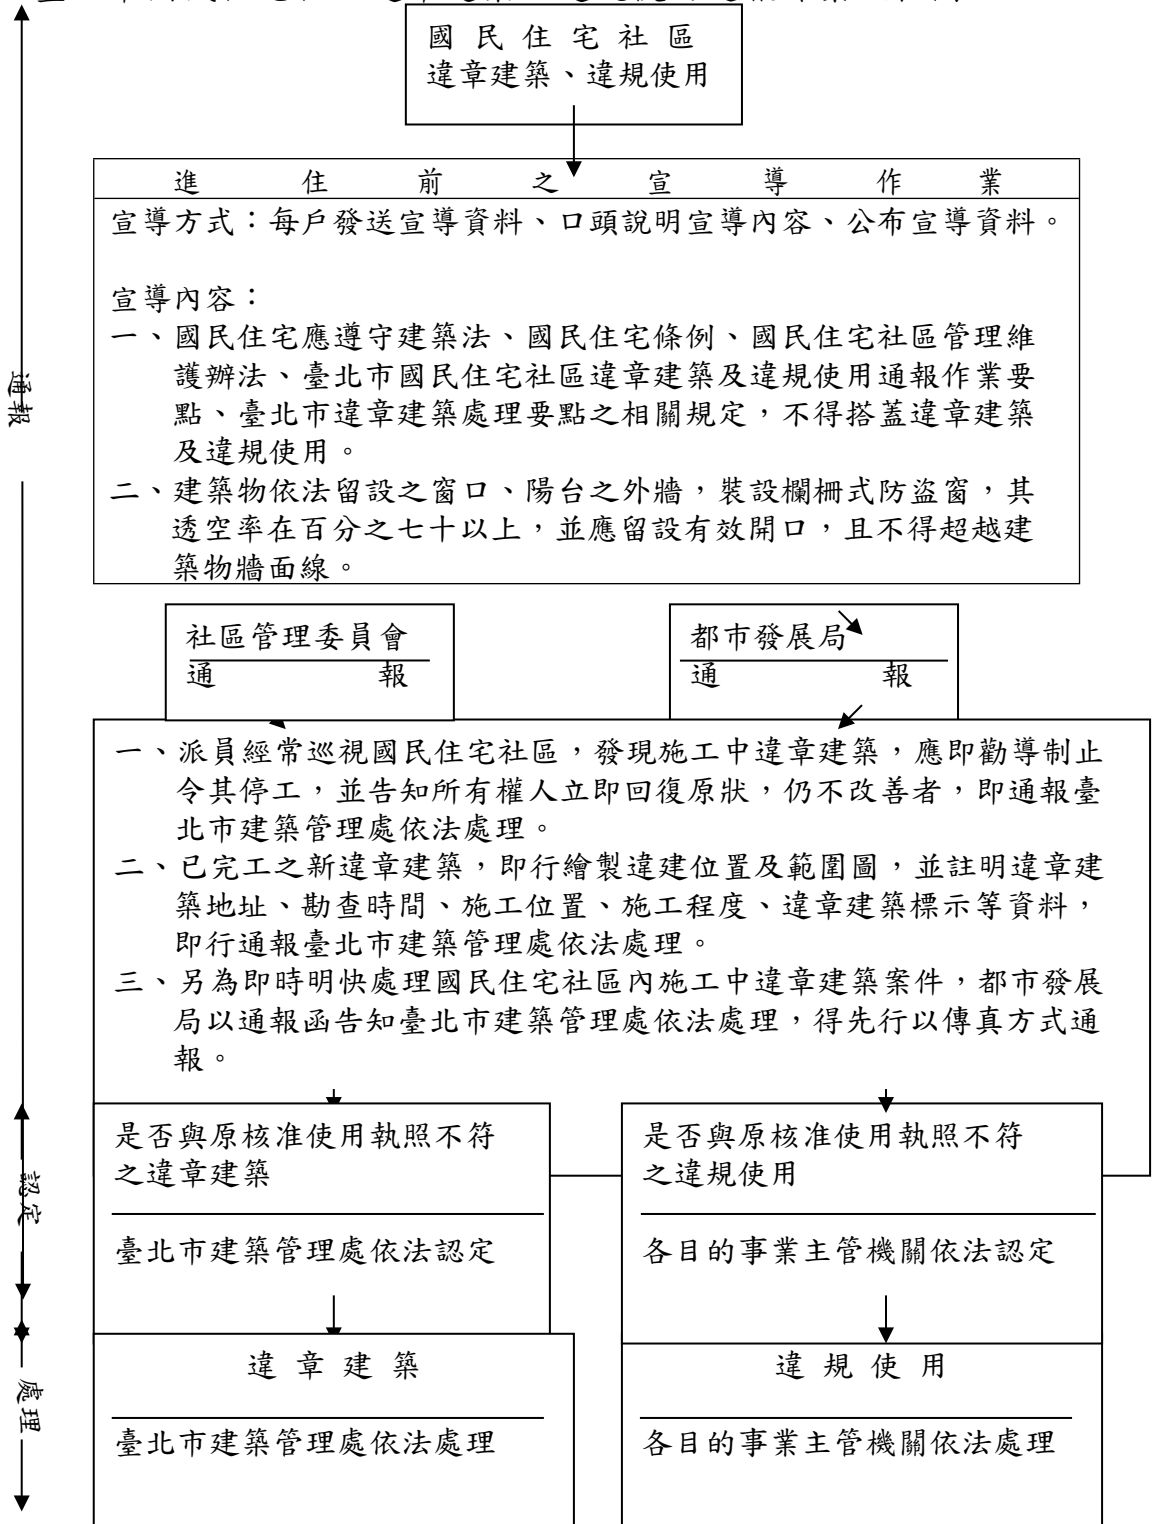 國民住宅社區
違章建築、違規使用
進住前之宣導作業
宣導方式：每戶發送宣導資料、口頭說明宣導內容、公布宣導資料。
宣導內容：
一、國民住宅應遵守建築法、國民住宅條例、國民住宅社區管理維
護辦法、臺北市國民住宅社區違章建築及違規使用通報作業要
點、臺北市違章建築處理要點之相關規定，不得搭蓋違章建築
及違規使用。
二、建築物依法留設之窗口、陽台之外牆，裝設欄柵式防盜窗，其
透空率在百分之七十以上，並應留設有效開口，且不得超越建
築物牆面線。
通報
社區管理委員會
通報
都市發展局
通報
一、派員經常巡視國民住宅社區，發現施工中違章建築，應即勸導制止
令其停工，並告知所有權人立即回復原狀，仍不改善者，即通報臺
北市建築管理處依法處理。
二、已完工之新違章建築，即行繪製違建位置及範圍圖，並註明違章建
築地址、勘查時間、施工位置、施工程度、違章建築標示等資料，
即行通報臺北市建築管理處依法處理。
三、另為即時明快處理國民住宅社區內施工中違章建築案件，都市發展
局以通報函告知臺北市建築管理處依法處理，得先行以傳真方式通
報。
認定
是否與原核准使用執照不符
之違章建築
臺北市建築管理處依法認定
是否與原核准使用執照不符
之違規使用
各目的事業主管機關依法認定
處理
違章建築
臺北市建築管理處依法處理
違規使用
各目的事業主管機關依法處理